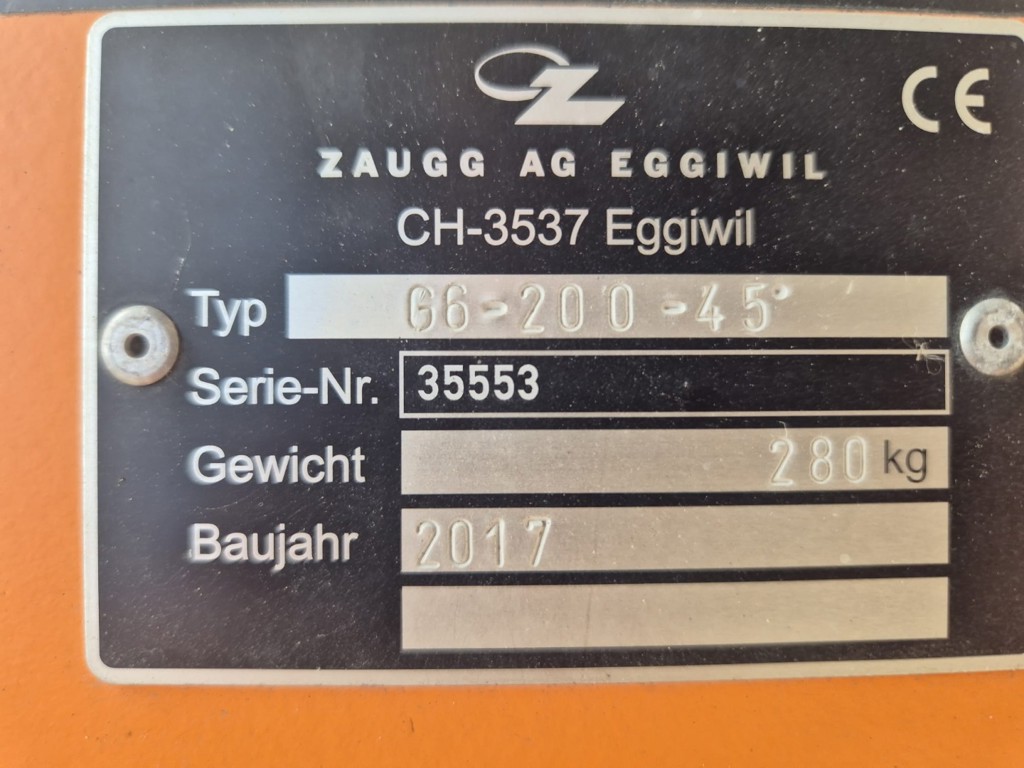 CE
ZAUGG AG EGGIWIL
CH-3537 Eggiwil
Typ G6-200-45°
Serie-Nr. 35553
Gewicht 280 kg
Baujahr 2017